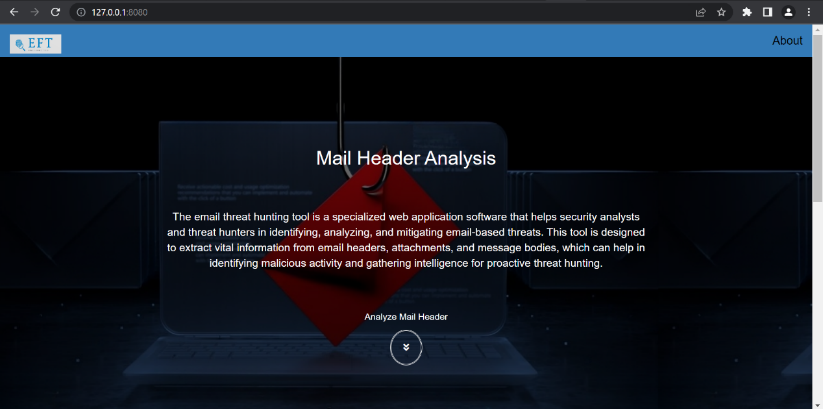 127.0.0.1:8080
EFT
About
Mail Header Analysis
The email threat hunting tool is a specialized web application software that helps security analysts
and threat hunters in identifying, analyzing, and mitigating email-based threats. This tool is designed
to extract vital information from email headers, attachments, and message bodies, which can help in
identifying malicious activity and gathering intelligence for proactive threat hunting.
Analyze Mail Header